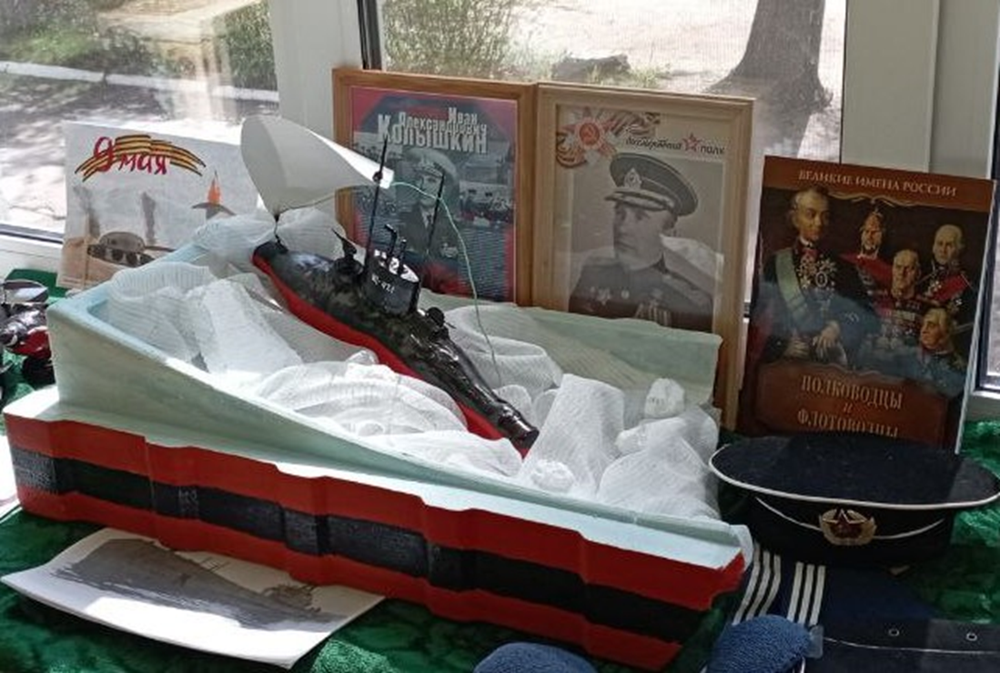 9 мая
Иван
Александрович
Колышкин
Бессмертный полк
ВЕЛИКИЕ ИМЕНА РОССИИ
ПОЛКОВОДЦЫ
и
ФЛОТОВОДЦЫ